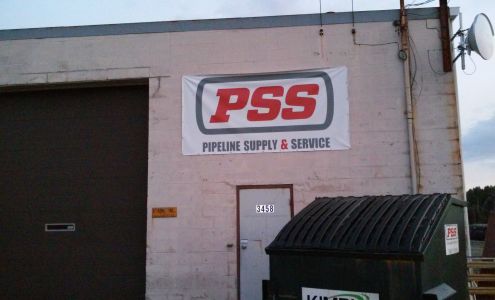 PSS
PIPELINE SUPPLY & SERVICE
3458
PSS